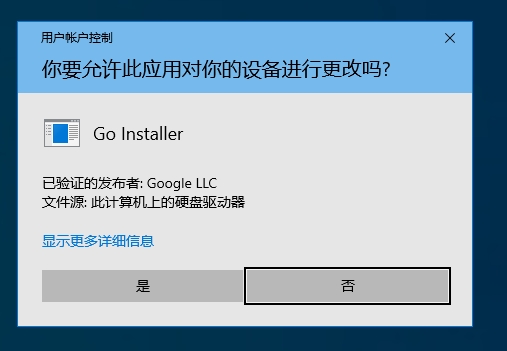 用户帐户控制
你要允许此应用对你的设备进行更改吗?
Go Installer
已验证的发布者: Google LLC
文件源: 此计算机上的硬盘驱动器
显示更多详细信息
是
否